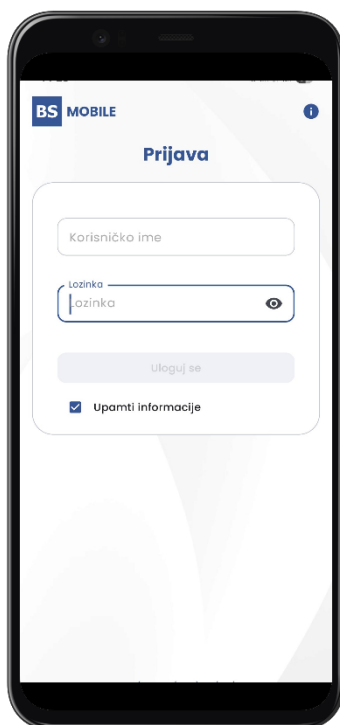 BS MOBILE
Prijava
Korisničko ime
Lozinka
Lozinka
Uloguj se
Upamti informacije